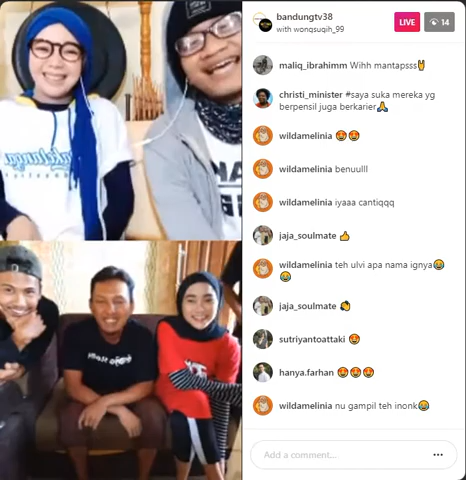 bandungtv38
with wongsugih_99
LIVE
14
maliq_ibrahimm Wihh mantapsss🤘
christi_minister #saya suka mereka yg
berpensil juga berkarier🙏
wildamelinia 😍😍
wildamelinia benuulll
wildamelinia iyaaa cantiqqq
jaja_soulmate 👍
wildamelinia teh ulvi apa nama ignya😂
😂
jaja_soulmate 👏
sutriyantoattaki 😍
hanya.farhan 😍😍😍
wildamelinia nu gampil teh inonk😂
Add a comment...